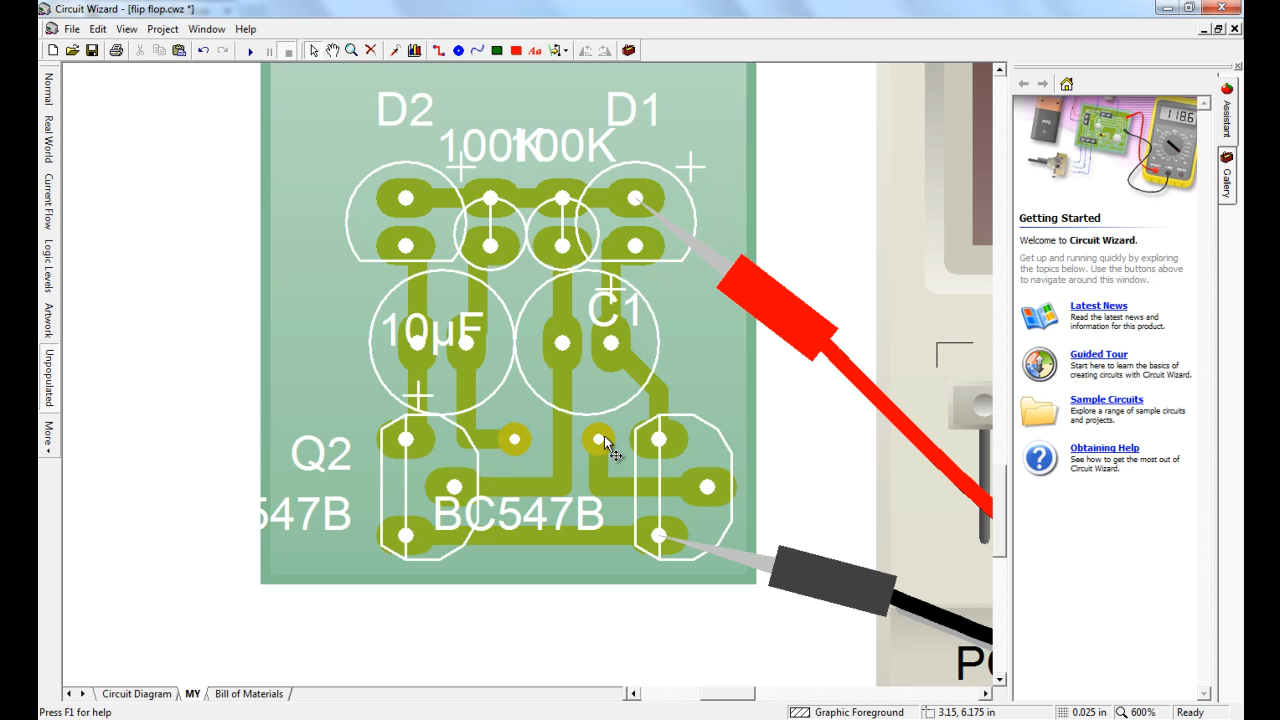 Circuit Wizard - [flip flop.cwz *]
File Edit View Project Window Help
Aa
Normal
Real World
Current Flow
Logic Levels
Artwork
Unpopulated
More
D2
D1
100K
100K
+
+
+
C1
10µF
+
Q2
547B
BC547B
PC
118.6
Assistant
Gallery
Getting Started
Welcome to Circuit Wizard.
Get up and running quickly by exploring
the topics below. Use the buttons above
to navigate around this window.
Latest News
Read the latest news and
information for this product.
Guided Tour
Start here to learn the basics of
creating circuits with Circuit Wizard.
Sample Circuits
Explore a range of sample circuits
and projects.
Obtaining Help
See how to get the most out of
Circuit Wizard.
Circuit Diagram
MY
Bill of Materials
Press F1 for help
Graphic Foreground
3.15, 6.175 in
0.025 in
600%
Ready